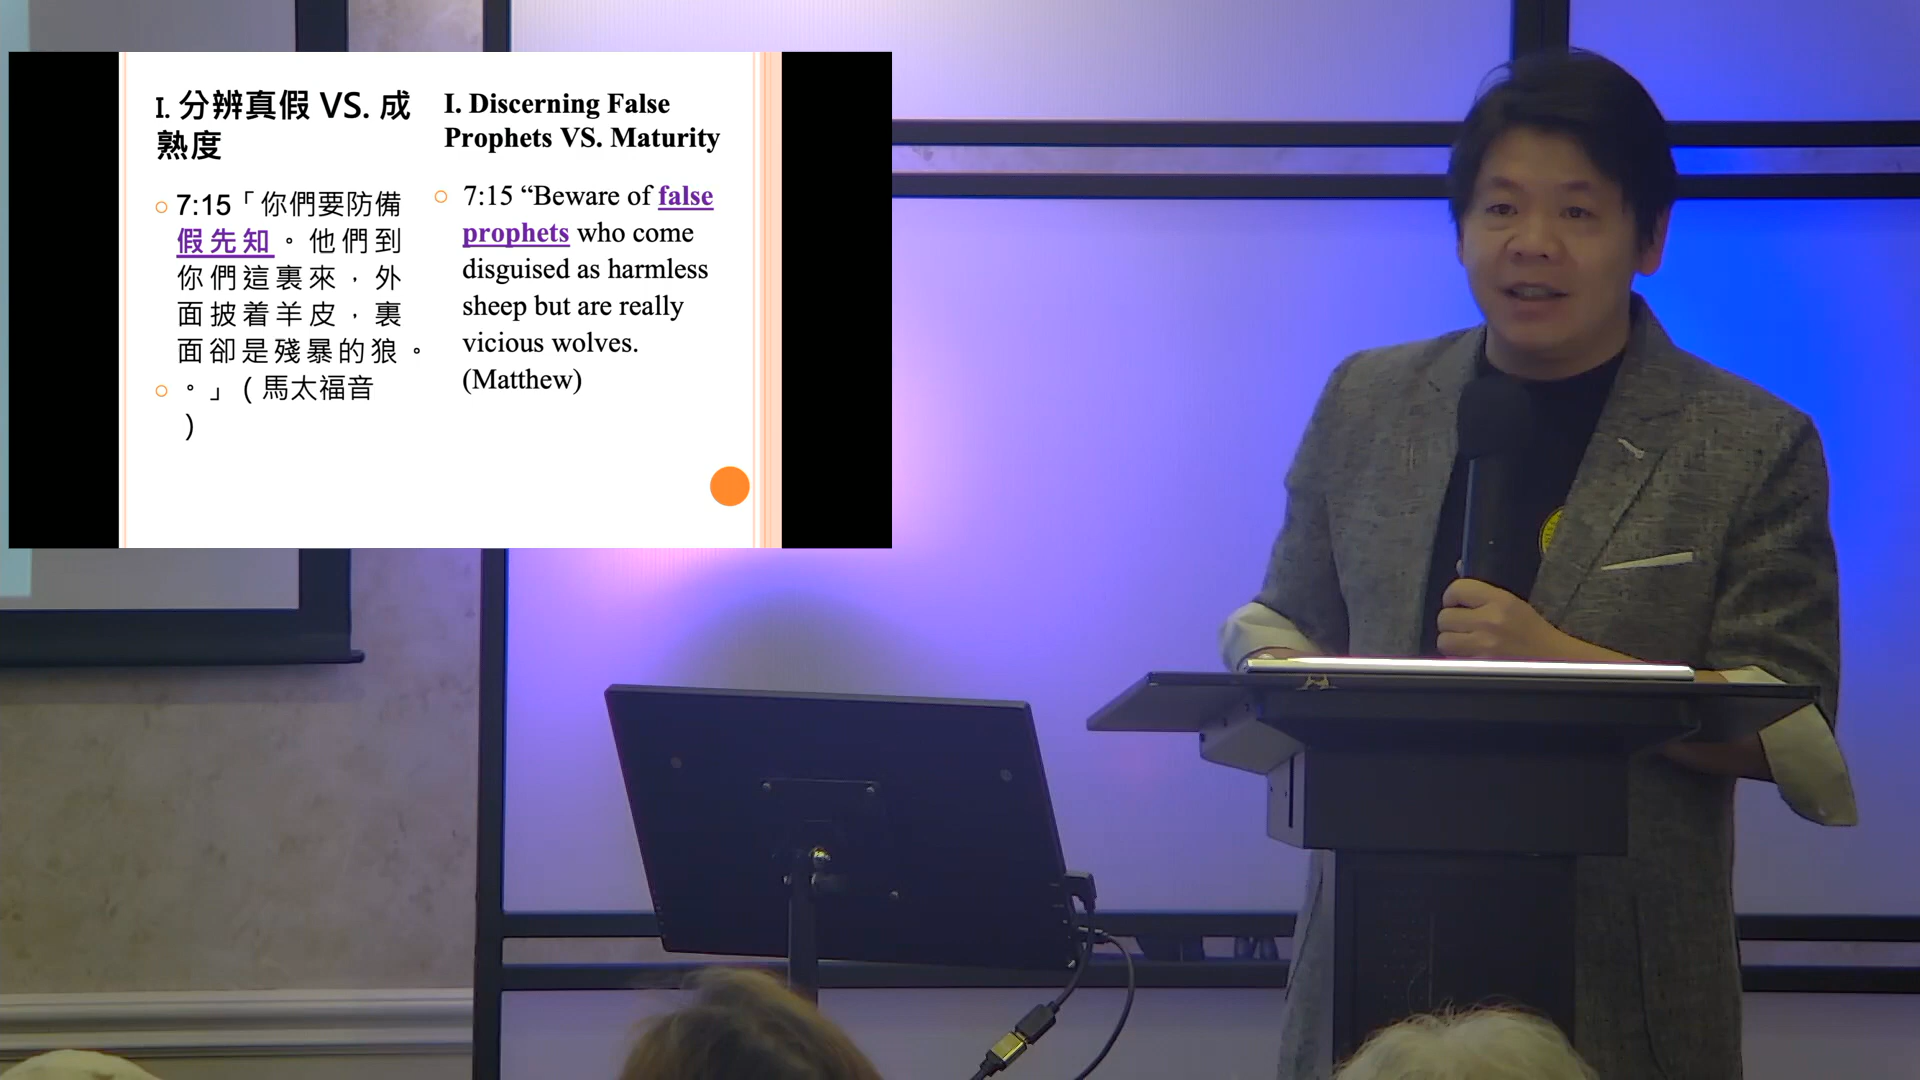 I. 分辨真假 VS. 成
熟度
7:15「你們要防備
假先知。他們到
你們這裏來，外
面披着羊皮，裏
面卻是殘暴的狼。
。」(馬太福音
)
I. Discerning False
Prophets VS. Maturity
7:15 “Beware of false
prophets who come
disguised as harmless
sheep but are really
vicious wolves.
(Matthew)